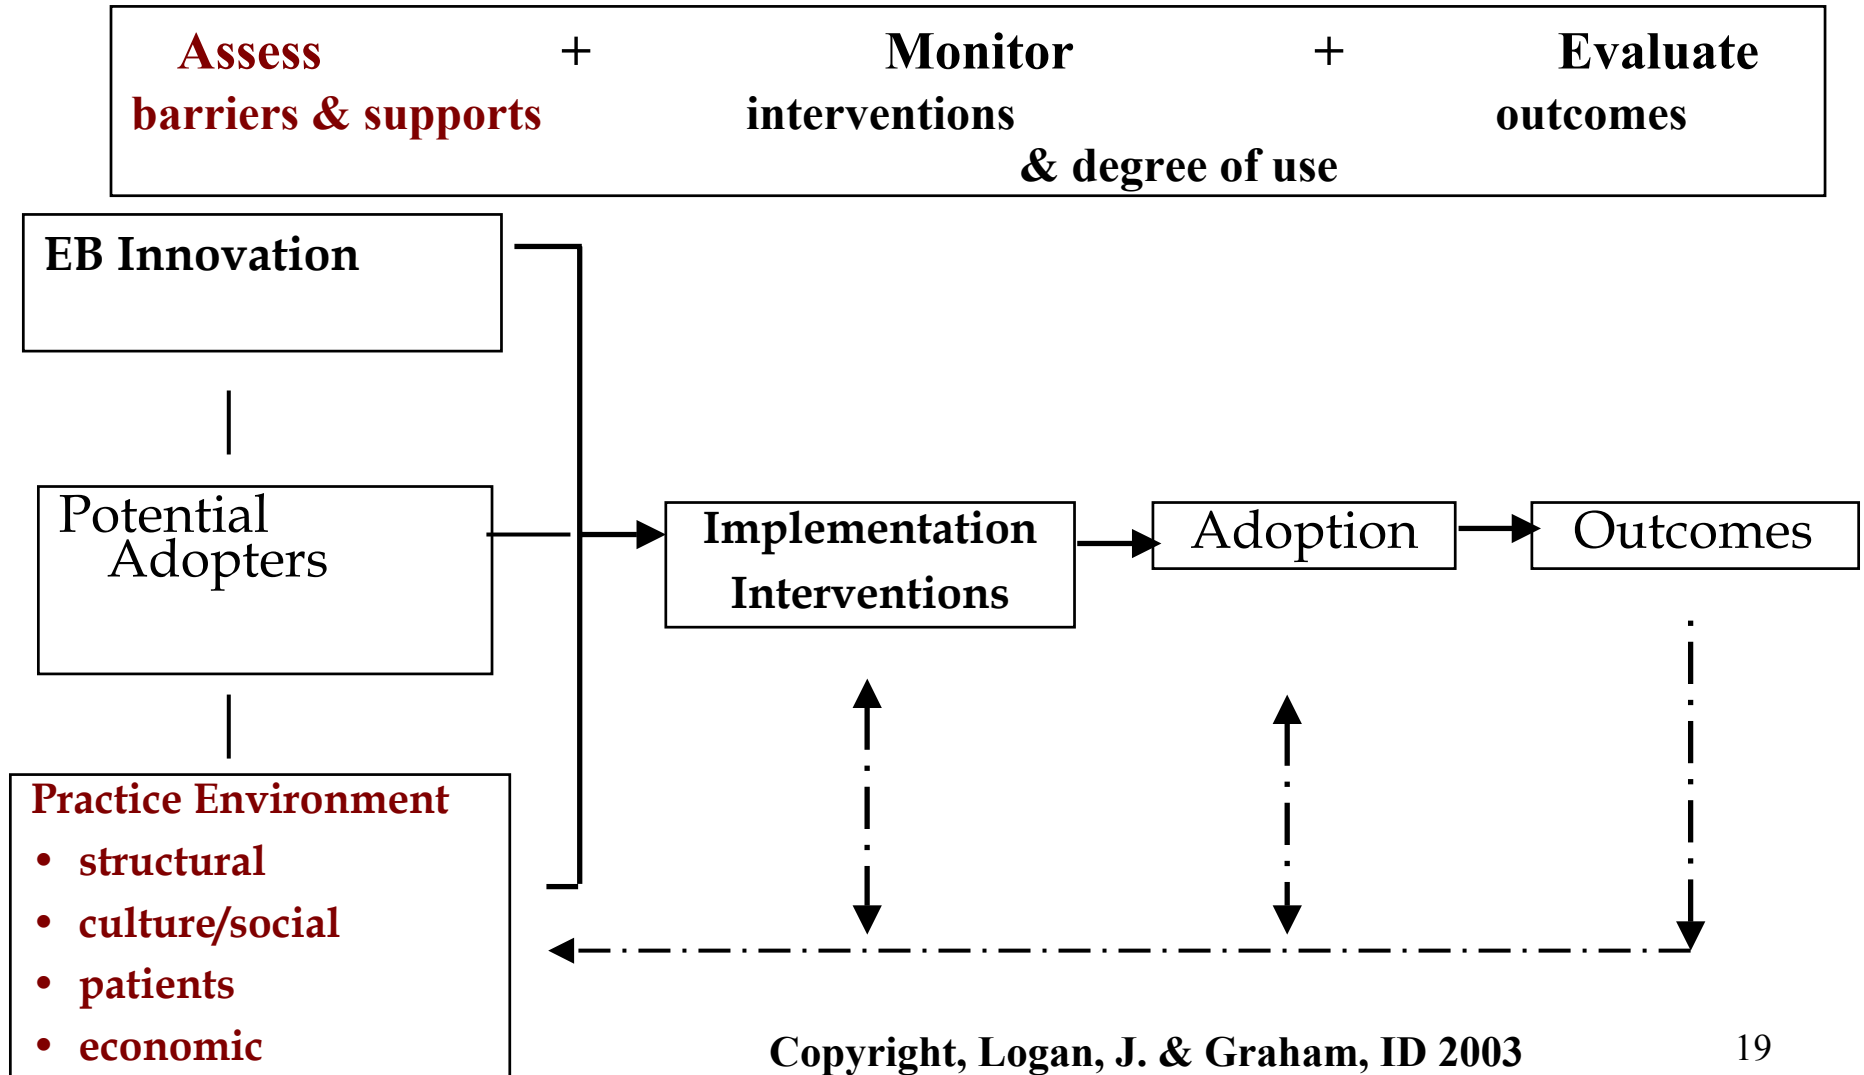 Assess + Monitor + Evaluate
barriers & supports interventions outcomes
& degree of use
EB Innovation
Potential
Adopters
Implementation
Interventions
Adoption
Outcomes
Practice Environment
• structural
• culture/social
• patients
• economic
Copyright, Logan, J. & Graham, ID 2003
19